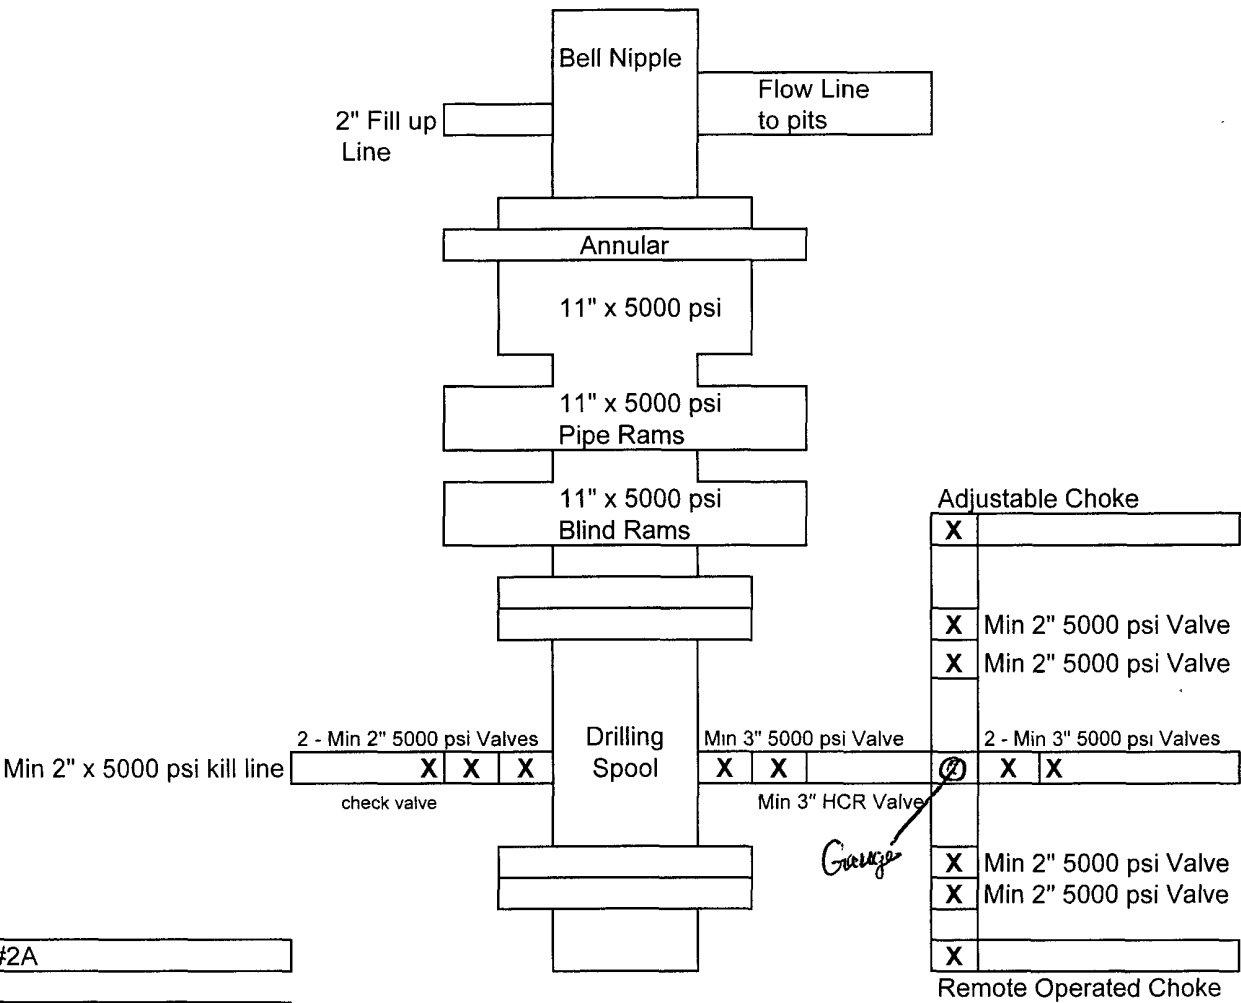 Bell Nipple
Flow Line
to pits
2" Fill up
Line
Annular
11" x 5000 psi
11" x 5000 psi
Pipe Rams
11" x 5000 psi
Blind Rams
Adjustable Choke
X
X Min 2" 5000 psi Valve
X Min 2" 5000 psi Valve
2 - Min 2" 5000 psi Valves
Drilling
Spool
Min 3" 5000 psi Valve
2 - Min 3" 5000 psi Valves
Min 2" x 5000 psi kill line
X X X
X X
X X
check valve
Min 3" HCR Valve
Gauge
X Min 2" 5000 psi Valve
X Min 2" 5000 psi Valve
#2A
X
Remote Operated Choke